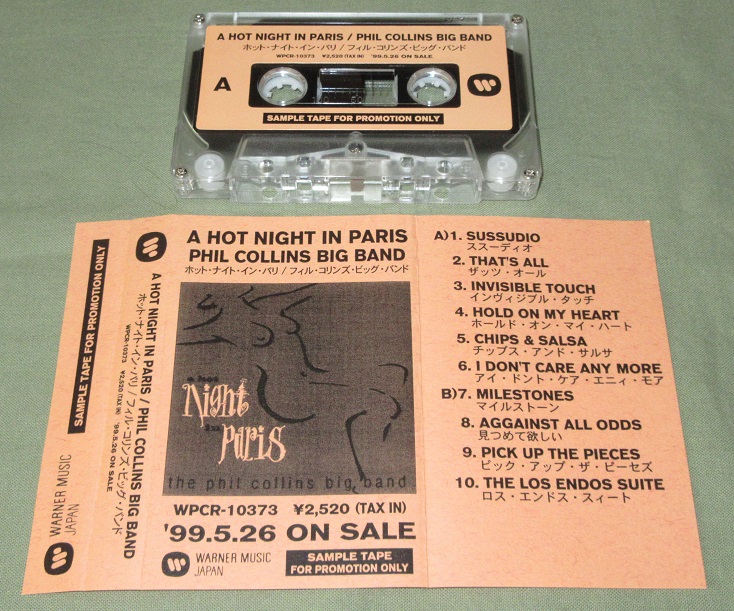 A HOT NIGHT IN PARIS / PHIL COLLINS BIG BAND
ホット・ナイト・イン・パリ / フィル・コリンズ・ビッグ・バンド
WPCR-10373 ¥2,520 (TAX IN) '99.5.26 ON SALE
A
SAMPLE TAPE FOR PROMOTION ONLY
SAMPLE TAPE FOR PROMOTION ONLY
WARNER MUSIC
JAPAN
A HOT NIGHT IN PARIS / PHIL COLLINS BIG BAND
ホット・ナイト・イン・パリ / フィル・コリンズ・ビッグ・バンド
WPCR-10373 ¥2,520 (TAX IN) '99.5.26 ON SALE
A HOT NIGHT IN PARIS
PHIL COLLINS BIG BAND
ホット・ナイト・イン・パリ / フィル・コリンズ・ビッグ・バンド
a hot
Night
in
Paris
the phil collins big band
WPCR-10373 ¥2,520 (TAX IN)
'99.5.26 ON SALE
WARNER MUSIC
JAPAN
SAMPLE TAPE
FOR PROMOTION ONLY
A)1. SUSSUDIO
ススーディオ
2. THAT'S ALL
ザッツ・オール
3. INVISIBLE TOUCH
インヴィジブル・タッチ
4. HOLD ON MY HEART
ホールド・オン・マイ・ハート
5. CHIPS & SALSA
チップス・アンド・サルサ
6. I DON'T CARE ANY MORE
アイ・ドント・ケア・エニィ・モア
B)7. MILESTONES
マイルストーン
8. AGGAINST ALL ODDS
見つめて欲しい
9. PICK UP THE PIECES
ピック・アップ・ザ・ピーセズ
10. THE LOS ENDOS SUITE
ロス・エンドス・スィート